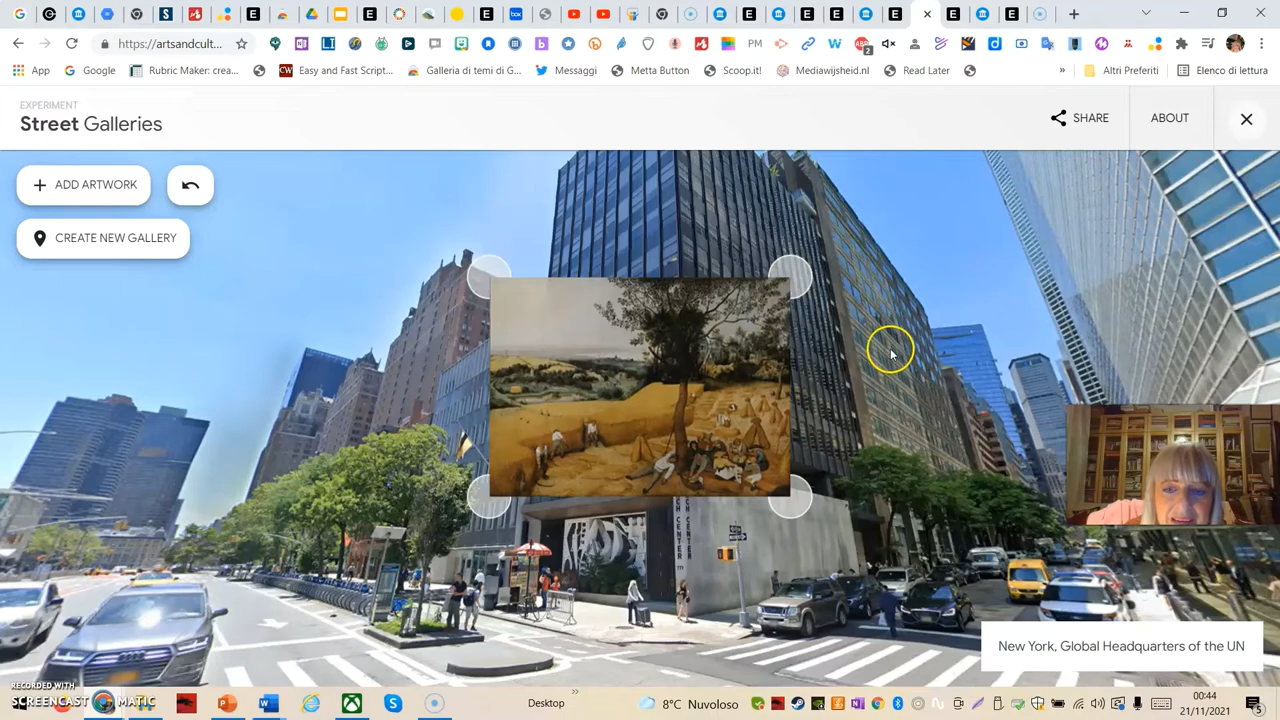 https://artsandcult...
PM
2
App
Google
Rubric Maker: crea...
Easy and Fast Script...
Galleria di temi di G...
Messaggi
Metta Button
Scoop.it!
Mediawijsheid.nl
Read Later
»
Altri Preferiti
Elenco di lettura
EXPERIMENT
Street Galleries
SHARE
ABOUT
ADD ARTWORK
CREATE NEW GALLERY
New York, Global Headquarters of the UN
RECORDED WITH
SCREENCAST MATIC
Desktop
»
8°C Nuvoloso
00:44
21/11/2021
5